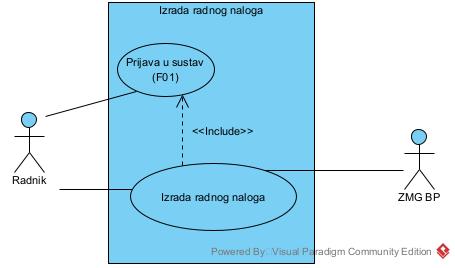 Izrada radnog naloga
Prijava u sustav
(F01)
<<Include>>
Radnik
Izrada radnog naloga
ZMG BP
Powered By: Visual Paradigm Community Edition